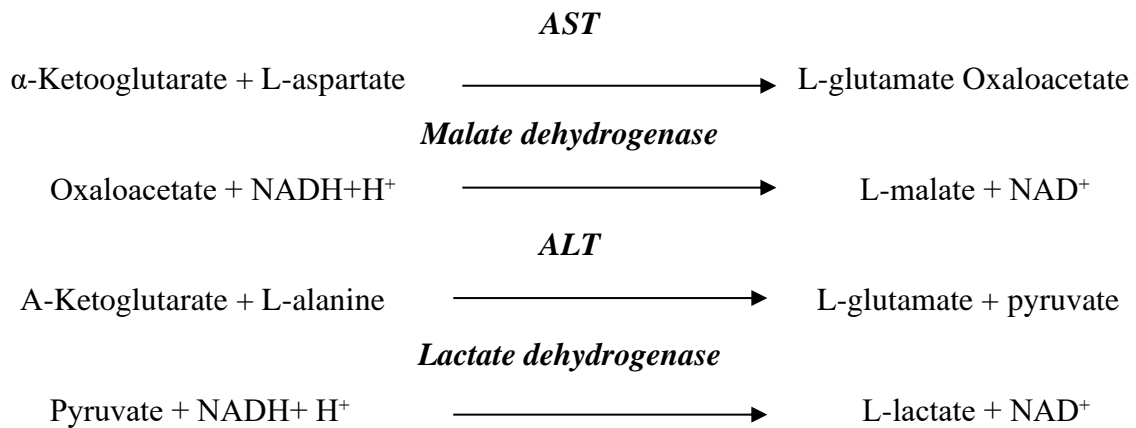 AST
α-Ketooglutarate + L-aspartate L-glutamate Oxaloacetate
Malate dehydrogenase
Oxaloacetate + NADH+H⁺ L-malate + NAD⁺
ALT
A-Ketoglutarate + L-alanine L-glutamate + pyruvate
Lactate dehydrogenase
Pyruvate + NADH+ H⁺ L-lactate + NAD⁺